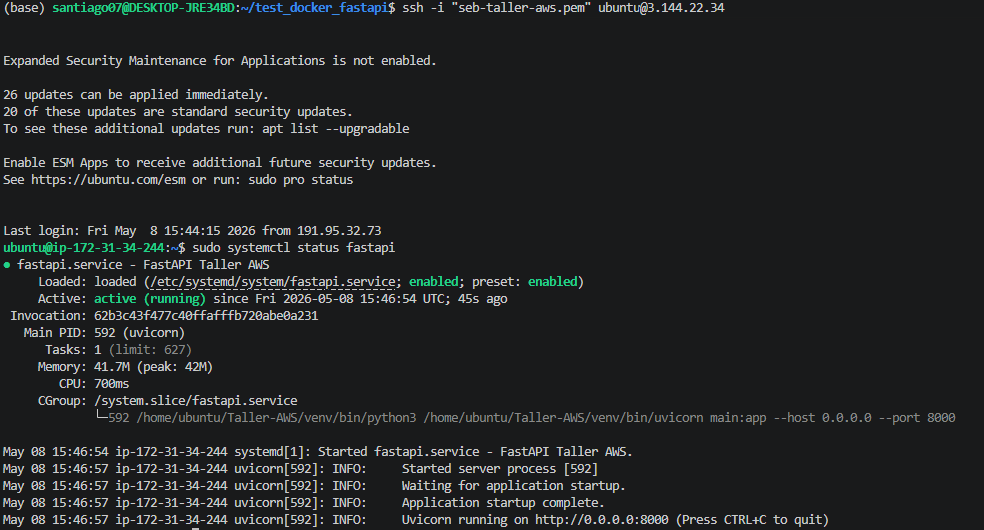 (base) santiago07@DESKTOP-JRE34BD:~/test_docker_fastapi$ ssh -i "seb-taller-aws.pem" ubuntu@3.144.22.34
Expanded Security Maintenance for Applications is not enabled.
26 updates can be applied immediately.
20 of these updates are standard security updates.
To see these additional updates run: apt list --upgradable
Enable ESM Apps to receive additional future security updates.
See https://ubuntu.com/esm or run: sudo pro status
Last login: Fri May  8 15:44:15 2026 from 191.95.32.73
ubuntu@ip-172-31-34-244:~$ sudo systemctl status fastapi
● fastapi.service - FastAPI Taller AWS
Loaded: loaded (/etc/systemd/system/fastapi.service; enabled; preset: enabled)
Active: active (running) since Fri 2026-05-08 15:46:54 UTC; 45s ago
Invocation: 62b3c43f477c40ffafffb720abe0a231
Main PID: 592 (uvicorn)
Tasks: 1 (limit: 627)
Memory: 41.7M (peak: 42M)
CPU: 700ms
CGroup: /system.slice/fastapi.service
└─592 /home/ubuntu/Taller-AWS/venv/bin/python3 /home/ubuntu/Taller-AWS/venv/bin/uvicorn main:app --host 0.0.0.0 --port 8000
May 08 15:46:54 ip-172-31-34-244 systemd[1]: Started fastapi.service - FastAPI Taller AWS.
May 08 15:46:57 ip-172-31-34-244 uvicorn[592]: INFO:     Started server process [592]
May 08 15:46:57 ip-172-31-34-244 uvicorn[592]: INFO:     Waiting for application startup.
May 08 15:46:57 ip-172-31-34-244 uvicorn[592]: INFO:     Application startup complete.
May 08 15:46:57 ip-172-31-34-244 uvicorn[592]: INFO:     Uvicorn running on http://0.0.0.0:8000 (Press CTRL+C to quit)